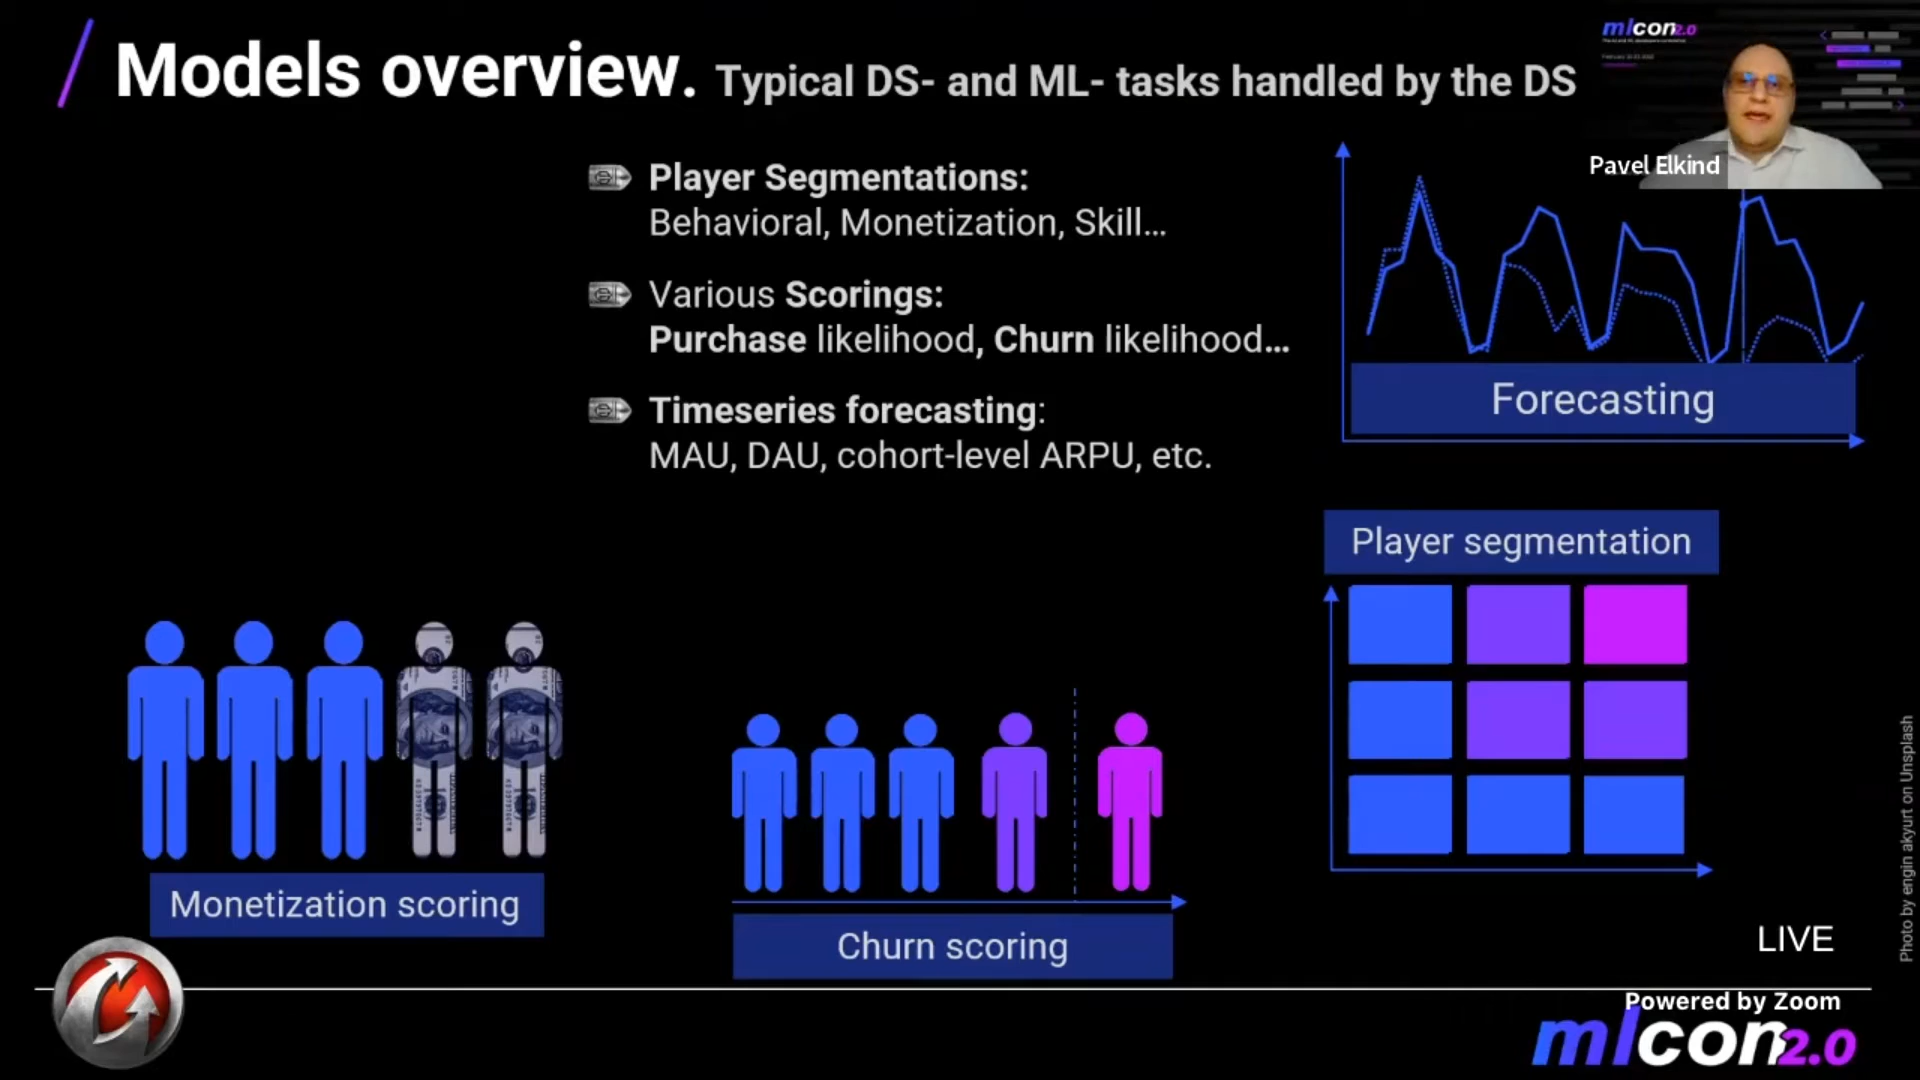 Models overview. Typical DS- and ML- tasks handled by the DS
mlcon2.0
Pavel Elkind
Player Segmentations:
Behavioral, Monetization, Skill...
Various Scorings:
Purchase likelihood, Churn likelihood...
Timeseries forecasting:
MAU, DAU, cohort-level ARPU, etc.
Forecasting
Player segmentation
Monetization scoring
Churn scoring
Photo by engin akyurt on Unsplash
LIVE
Powered by Zoom
mlcon2.0